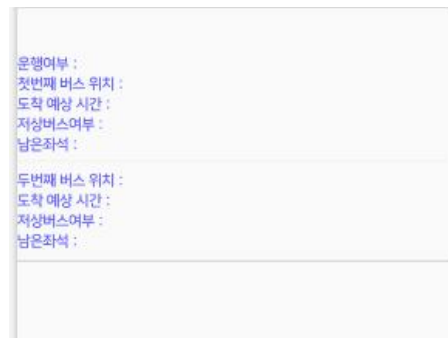 운행여부 :
첫번째 버스 위치 :
도착 예상 시간 :
저상버스여부 :
남은좌석 :
두번째 버스 위치 :
도착 예상 시간 :
저상버스여부 :
남은좌석 :